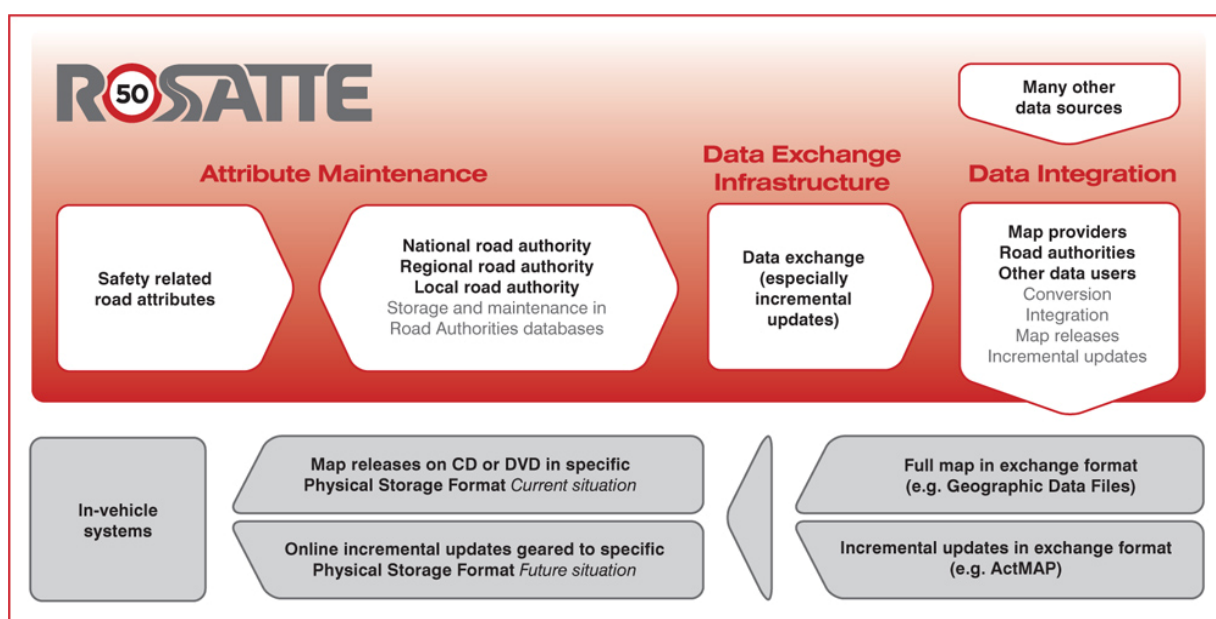 ROSATTE
50
Many other
data sources
Attribute Maintenance
Data Exchange
Infrastructure
Data Integration
Safety related
road attributes
National road authority
Regional road authority
Local road authority
Storage and maintenance in
Road Authorities databases
Data exchange
(especially
incremental
updates)
Map providers
Road authorities
Other data users
Conversion
Integration
Map releases
Incremental updates
In-vehicle
systems
Map releases on CD or DVD in specific
Physical Storage Format Current situation
Online incremental updates geared to specific
Physical Storage Format Future situation
Full map in exchange format
(e.g. Geographic Data Files)
Incremental updates in exchange format
(e.g. ActMAP)